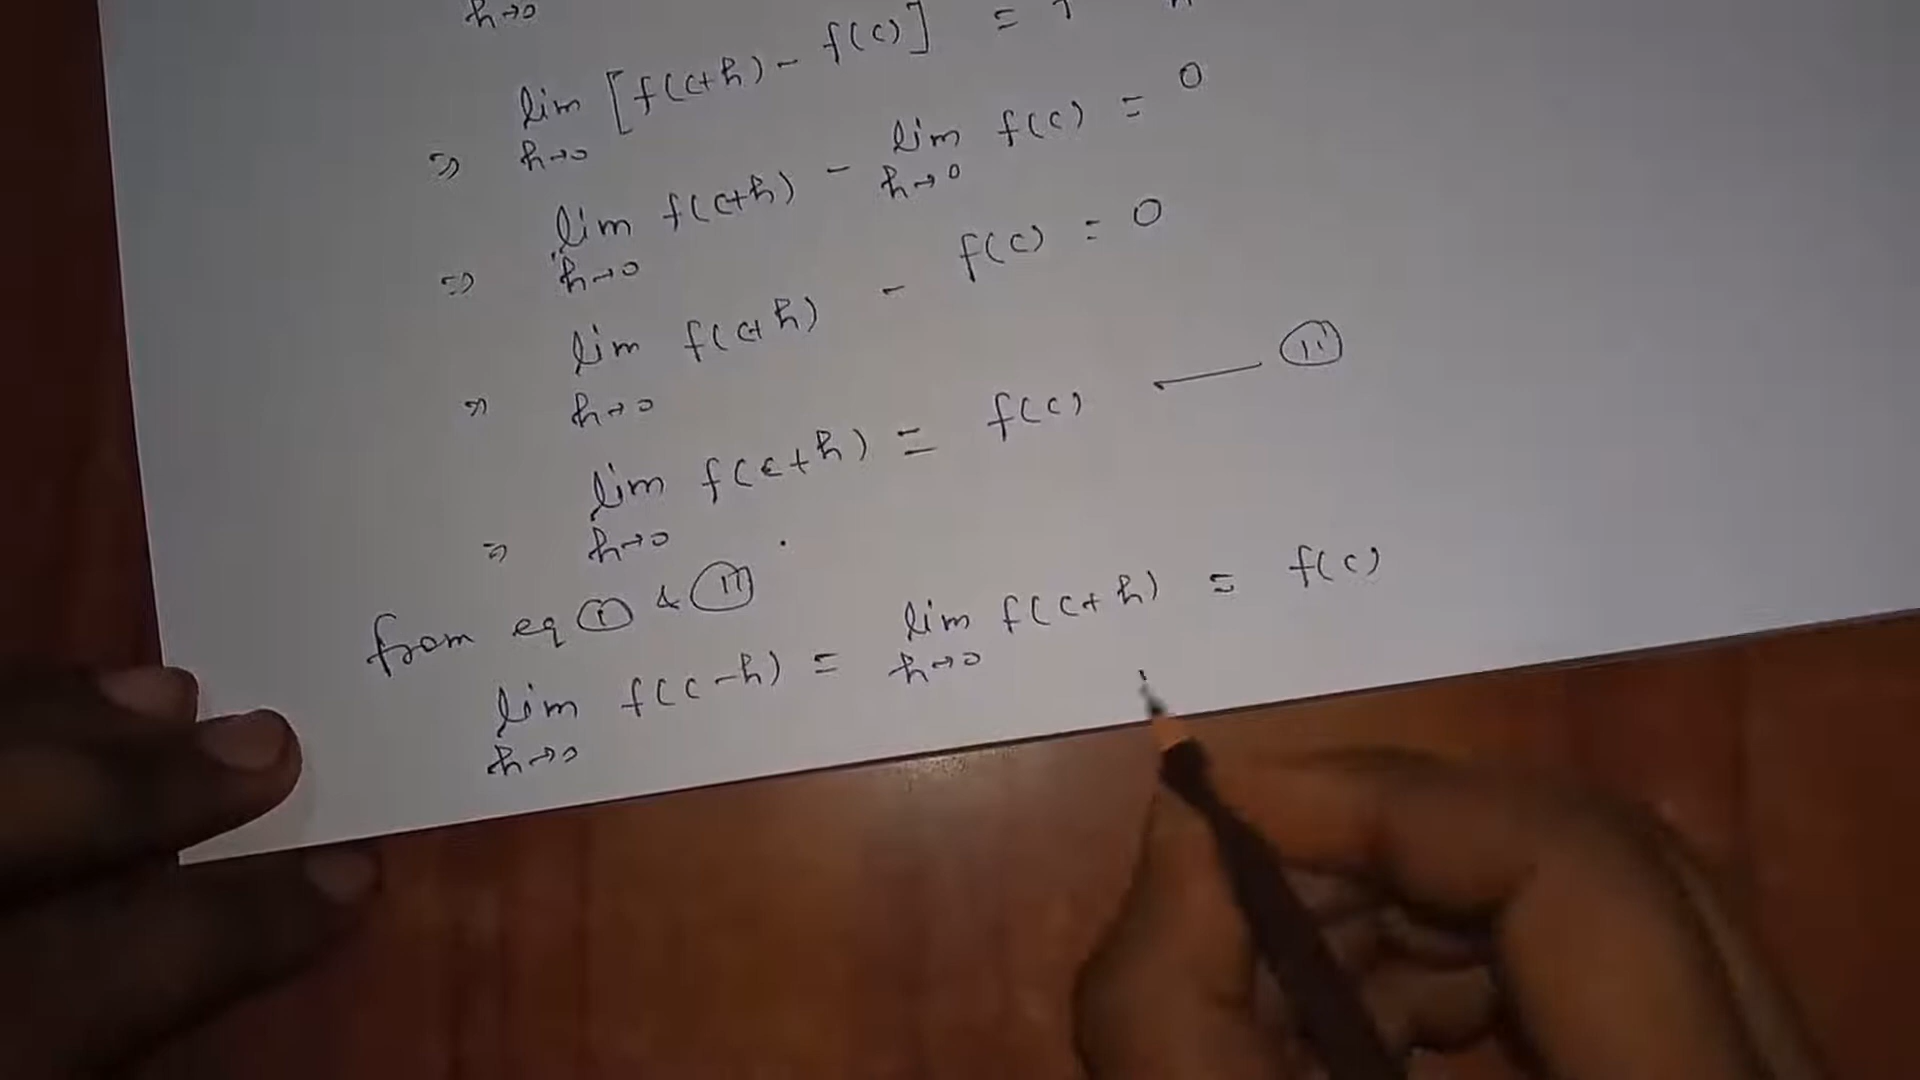 h→0
lim [f(c+h) - f(c)] =
⇒ h→0
lim f(c+h) - lim f(c) = 0
⇒ h→0 h→0
lim f(c+h) - f(c) = 0
⇒ h→0
lim f(c+h) = f(c) — (ii)
⇒ h→0
from eq (i) & (ii)
lim f(c-h) = lim f(c+h) = f(c)
h→0 h→0